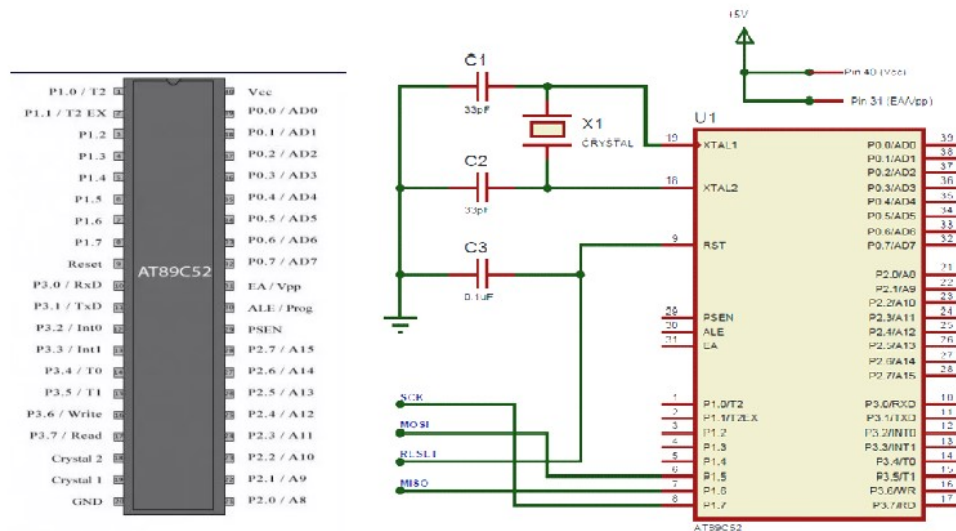 P1.0 / T2
P1.1 / T2 EX
P1.2
P1.3
P1.4
P1.5
P1.6
P1.7
Reset
P3.0 / RxD
P3.1 / TxD
P3.2 / Int0
P3.3 / Int1
P3.4 / T0
P3.5 / T1
P3.6 / Write
P3.7 / Read
Crystal 2
Crystal 1
GND
AT89C52
Vcc
P0.0 / AD0
P0.1 / AD1
P0.2 / AD2
P0.3 / AD3
P0.4 / AD4
P0.5 / AD5
P0.6 / AD6
P0.7 / AD7
EA / Vpp
ALE / Prog
PSEN
P2.7 / A15
P2.6 / A14
P2.5 / A13
P2.4 / A12
P2.3 / A11
P2.2 / A10
P2.1 / A9
P2.0 / A8
C1
33pF
X1
CRYSTAL
C2
33pF
C3
0.1uF
+5V
Pin 40 (Vcc)
Pin 31 (EA/Vpp)
U1
19 XTAL1
18 XTAL2
9 RST
29 PSEN
30 ALE
31 EA
1 P1.0/T2
2 P1.1/T2EX
3 P1.2
4 P1.3
5 P1.4
6 P1.5
7 P1.6
8 P1.7
P0.0/AD0 39
P0.1/AD1 38
P0.2/AD2 37
P0.3/AD3 36
P0.4/AD4 35
P0.5/AD5 34
P0.6/AD6 33
P0.7/AD7 32
P2.0/A8 21
P2.1/A9 22
P2.2/A10 23
P2.3/A11 24
P2.4/A12 25
P2.5/A13 26
P2.6/A14 27
P2.7/A15 28
P3.0/RXD 10
P3.1/TXD 11
P3.2/INT0 12
P3.3/INT1 13
P3.4/T0 14
P3.5/T1 15
P3.6/WR 16
P3.7/RD 17
AT89C52
SCK
MOSI
RESET
MISO